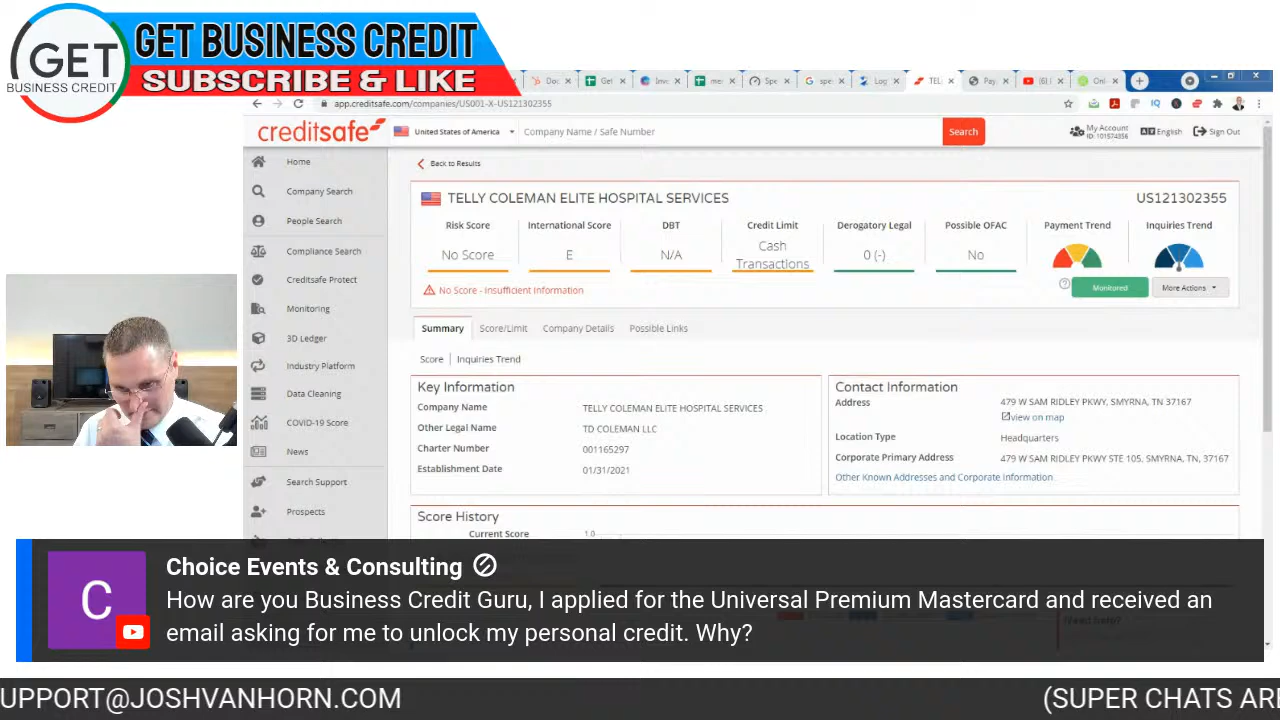 GET
BUSINESS CREDIT
GET BUSINESS CREDIT
SUBSCRIBE & LIKE
app.creditsafe.com/companies/US001-X-US121302355
creditsafe
United States of America
Company Name / Safe Number
Search
My Account
ID: 101574356
English
Sign Out
Home
Company Search
People Search
Compliance Search
Creditsafe Protect
Monitoring
3D Ledger
Industry Platform
Data Cleaning
COVID-19 Score
News
Search Support
Prospects
Back to Results
TELLY COLEMAN ELITE HOSPITAL SERVICES
US121302355
Risk Score
No Score
International Score
E
DBT
N/A
Credit Limit
Cash
Transactions
Derogatory Legal
0 (-)
Possible OFAC
No
Payment Trend
Inquiries Trend
No Score - Insufficient Information
Monitored
More Actions
Summary
Score/Limit
Company Details
Possible Links
Score
Inquiries Trend
Key Information
Company Name TELLY COLEMAN ELITE HOSPITAL SERVICES
Other Legal Name TD COLEMAN LLC
Charter Number 001165297
Establishment Date 01/31/2021
Contact Information
Address 479 W SAM RIDLEY PKWY, SMYRNA, TN 37167
view on map
Location Type Headquarters
Corporate Primary Address 479 W SAM RIDLEY PKWY STE 105, SMYRNA, TN, 37167
Other Known Addresses and Corporate Information
Score History
Current Score 1.0
C
Choice Events & Consulting
How are you Business Credit Guru, I applied for the Universal Premium Mastercard and received an
email asking for me to unlock my personal credit. Why?
UPPORT@JOSHVANHORN.COM
(SUPER CHATS ARE